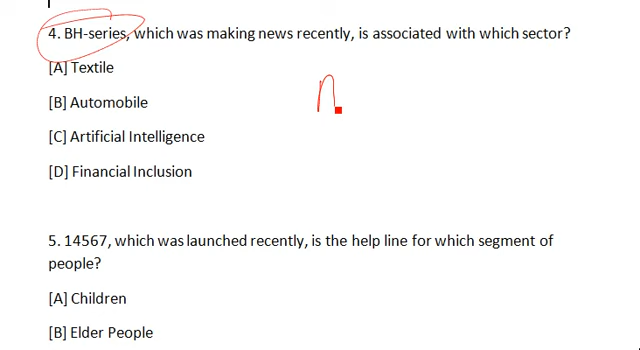 4. BH-series, which was making news recently, is associated with which sector?
[A] Textile
[B] Automobile
[C] Artificial Intelligence
[D] Financial Inclusion
5. 14567, which was launched recently, is the help line for which segment of
people?
[A] Children
[B] Elder People